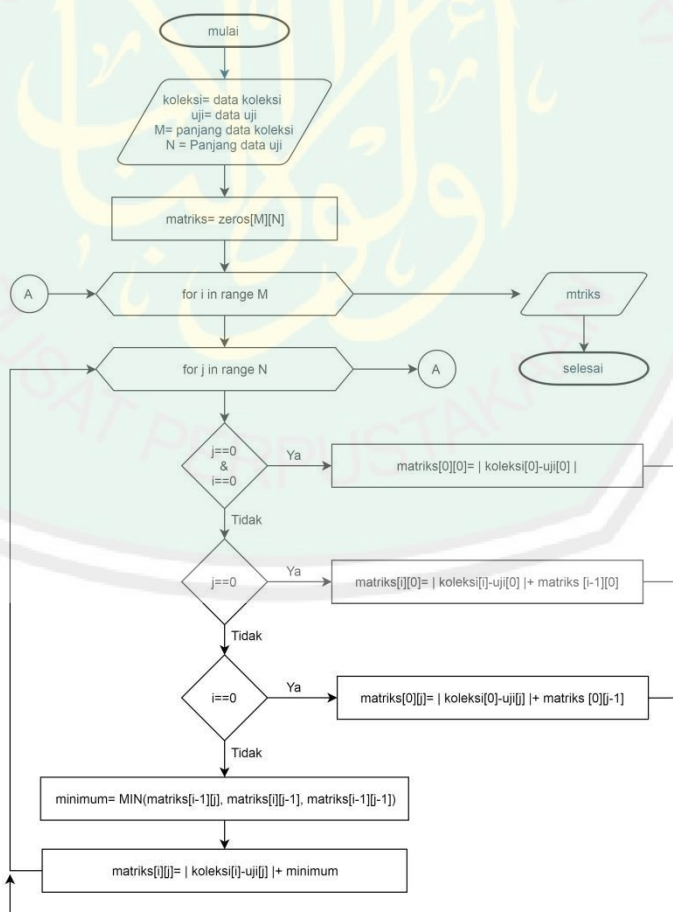 mulai
koleksi= data koleksi
uji= data uji
M= panjang data koleksi
N = Panjang data uji
matriks= zeros[M][N]
A
for i in range M
mtriks
for j in range N
A
selesai
j==0
&
i==0
Ya
matriks[0][0]= | koleksi[0]-uji[0] |
Tidak
j==0
Ya
matriks[i][0]= | koleksi[i]-uji[0] |+ matriks [i-1][0]
Tidak
i==0
Ya
matriks[0][j]= | koleksi[0]-uji[j] |+ matriks [0][j-1]
Tidak
minimum= MIN(matriks[i-1][j], matriks[i][j-1], matriks[i-1][j-1])
matriks[i][j]= | koleksi[i]-uji[j] |+ minimum
PUSAT PERPUSTAKAAN